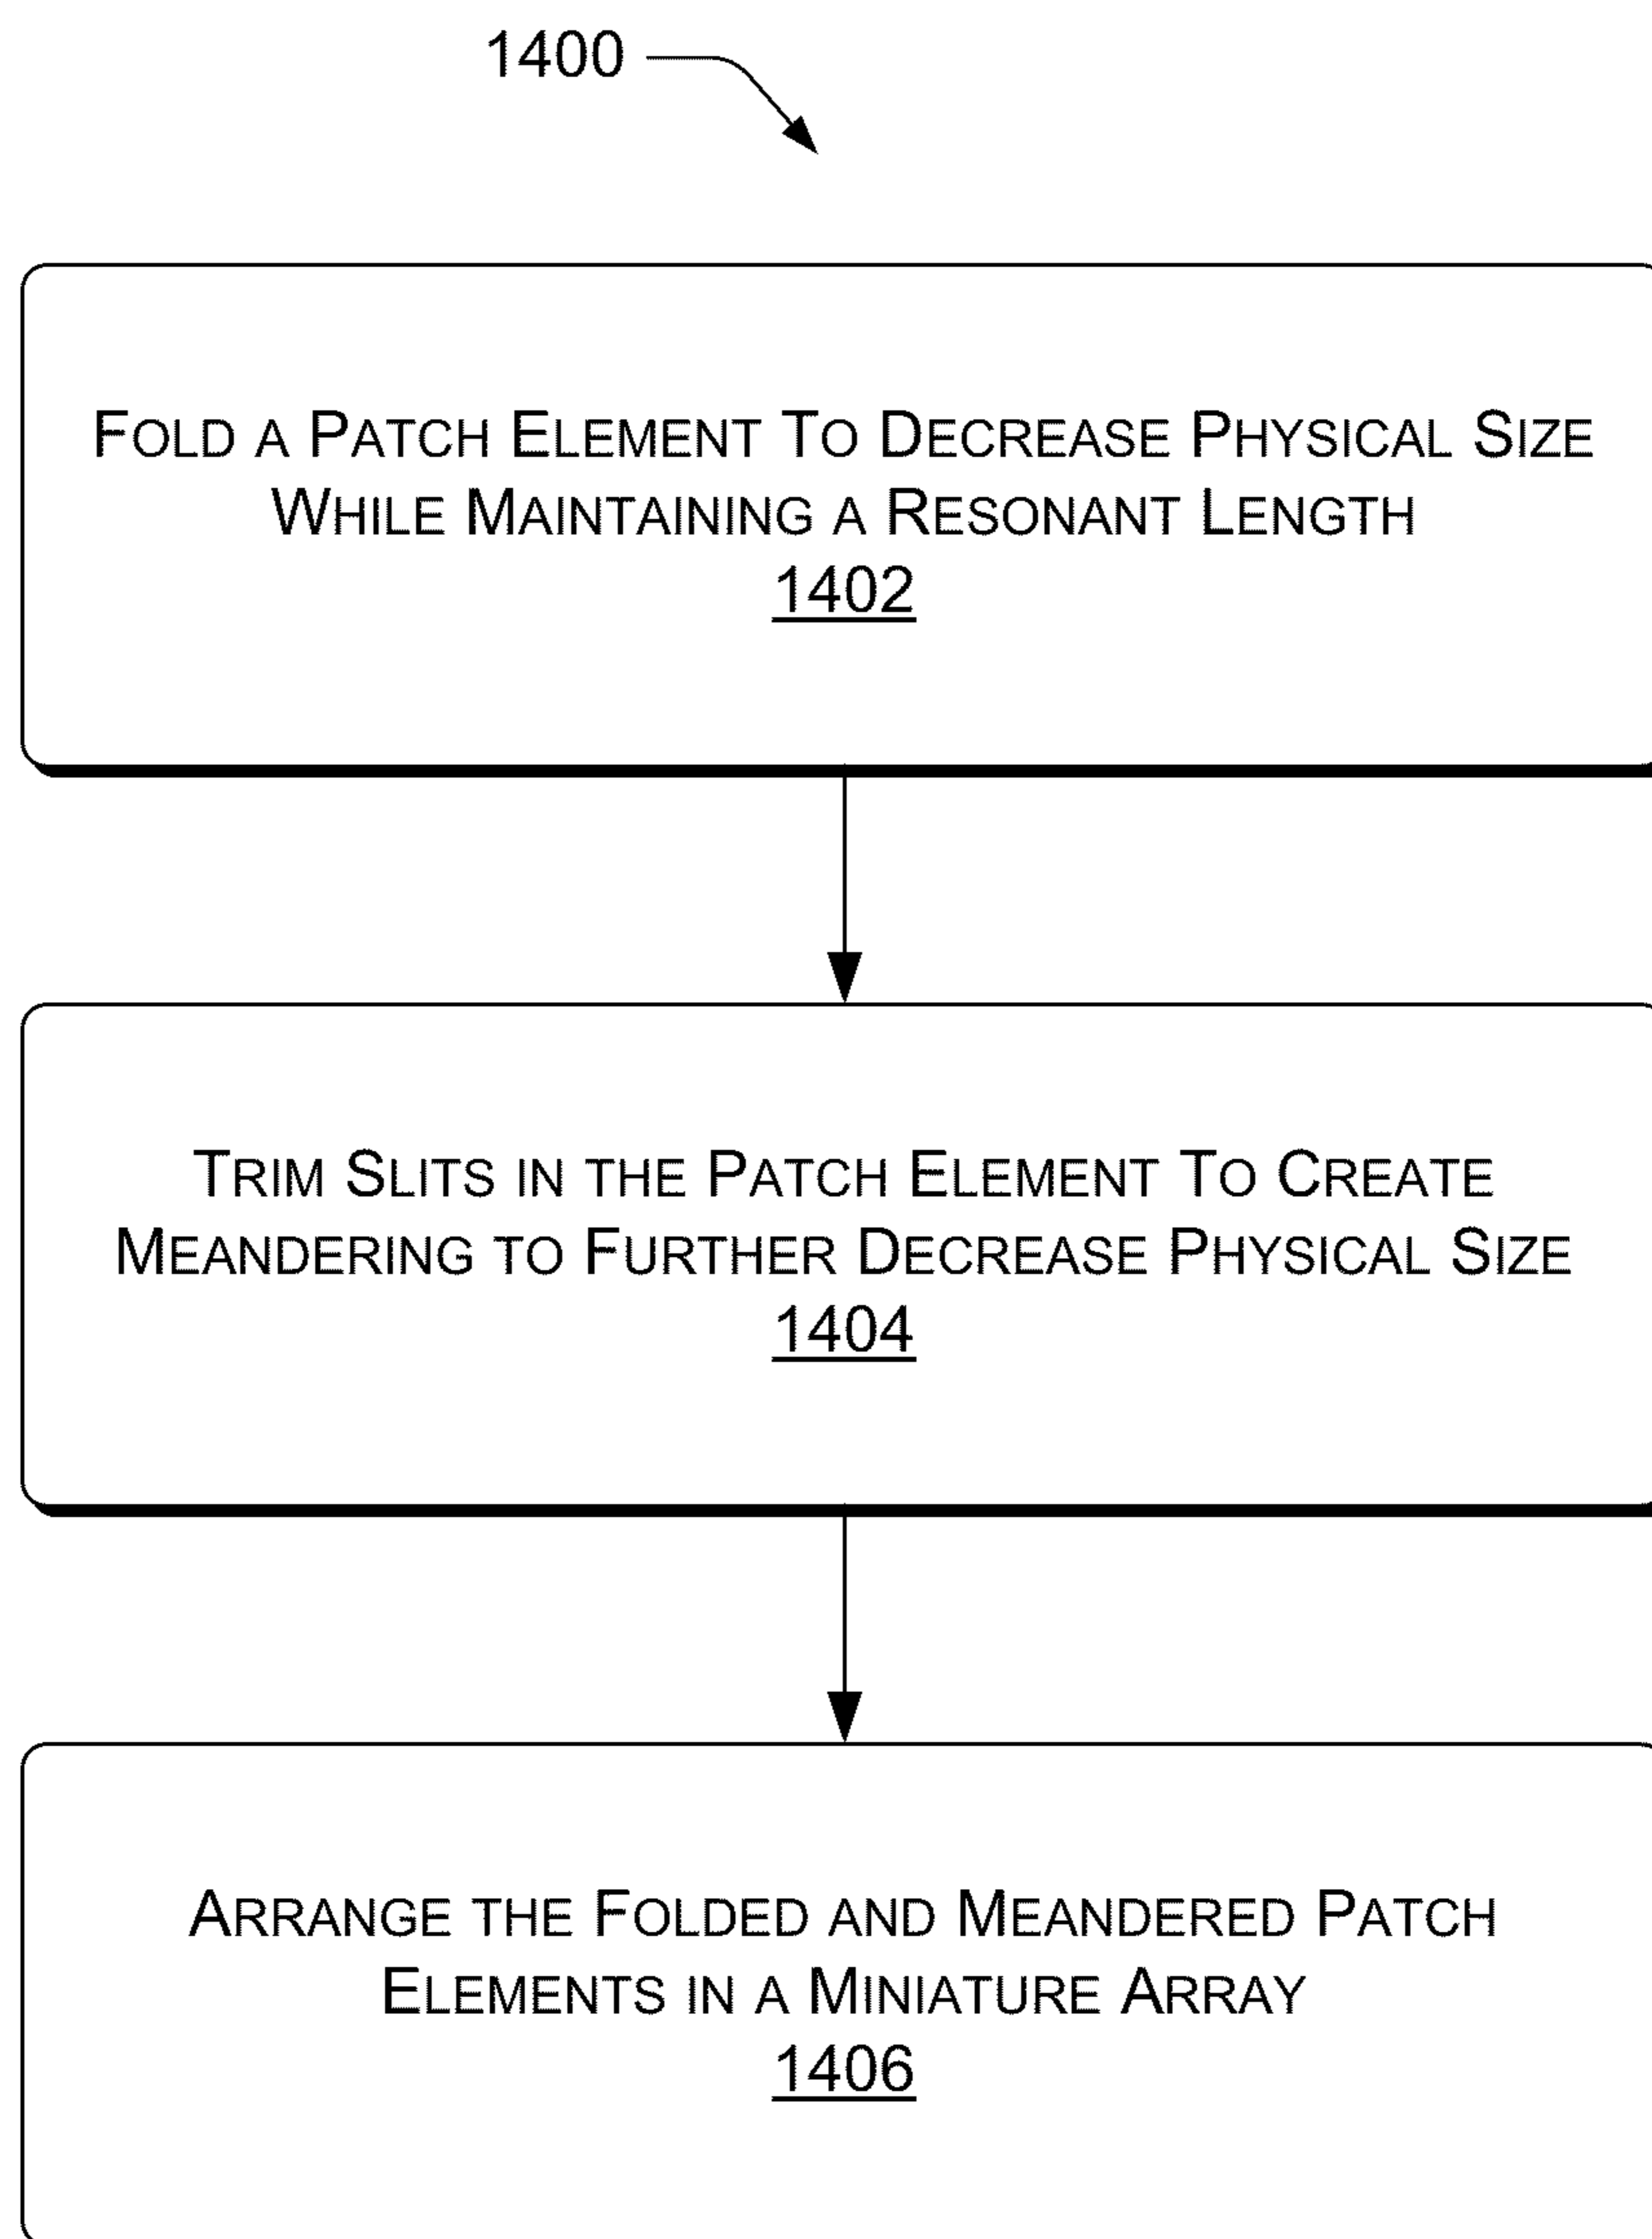 1400
FOLD A PATCH ELEMENT TO DECREASE PHYSICAL SIZE
WHILE MAINTAINING A RESONANT LENGTH
1402
TRIM SLITS IN THE PATCH ELEMENT TO CREATE
MEANDERING TO FURTHER DECREASE PHYSICAL SIZE
1404
ARRANGE THE FOLDED AND MEANDERED PATCH
ELEMENTS IN A MINIATURE ARRAY
1406